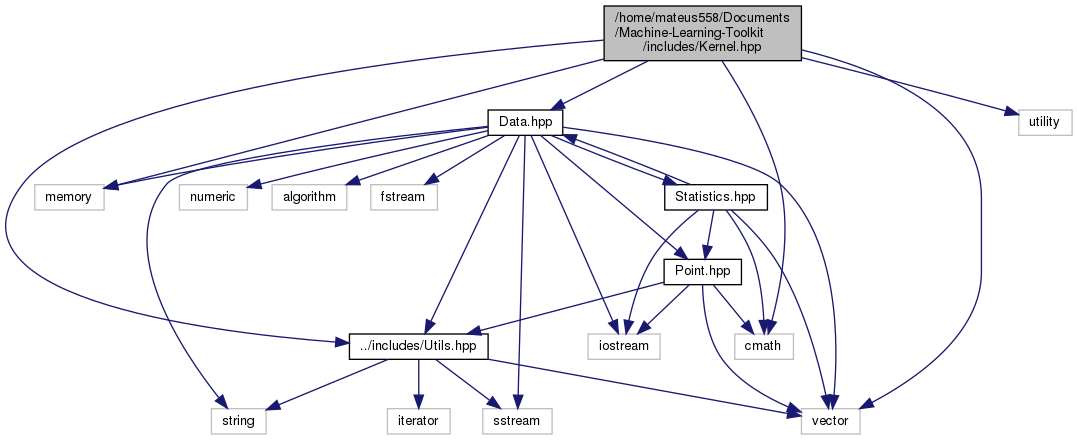 /home/mateus558/Documents
/Machine-Learning-Toolkit
/includes/Kernel.hpp
Data.hpp
utility
memory
numeric
algorithm
fstream
Statistics.hpp
Point.hpp
../includes/Utils.hpp
iostream
cmath
string
iterator
sstream
vector